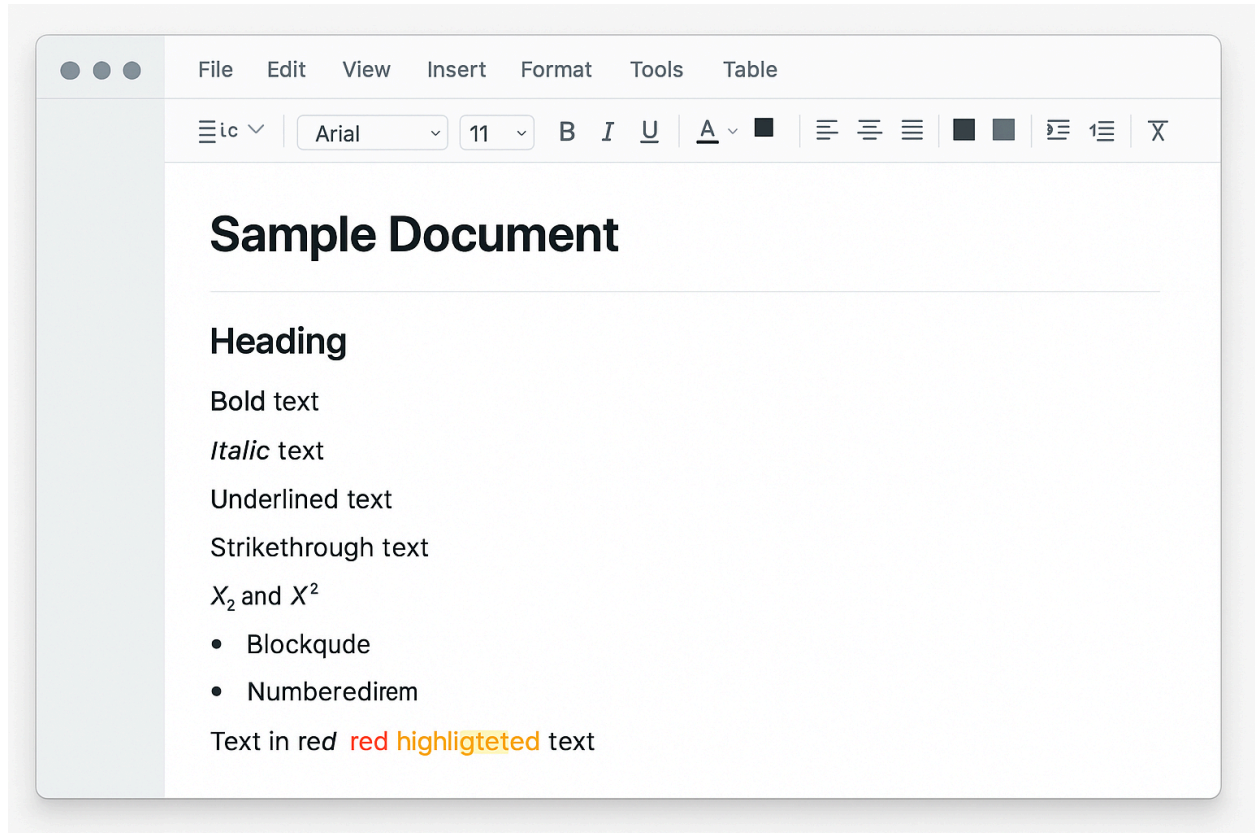 File Edit View Insert Format Tools Table
ic Arial 11 B I U A
Sample Document
Heading
Bold text
Italic text
Underlined text
Strikethrough text
X₂ and X²
• Blockqude
• Numberedirem
Text in red red highligteted text